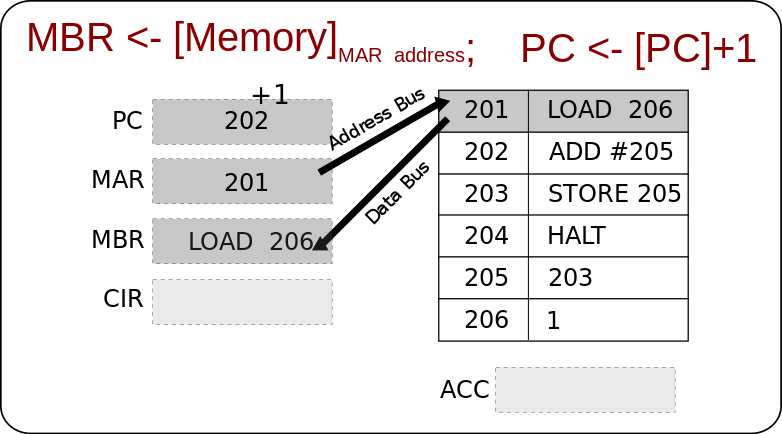 MBR <- [Memory]MAR address; PC <- [PC]+1
+1
PC 202
MAR 201
MBR LOAD 206
CIR
Address Bus
Data Bus
201 LOAD 206
202 ADD #205
203 STORE 205
204 HALT
205 203
206 1
ACC